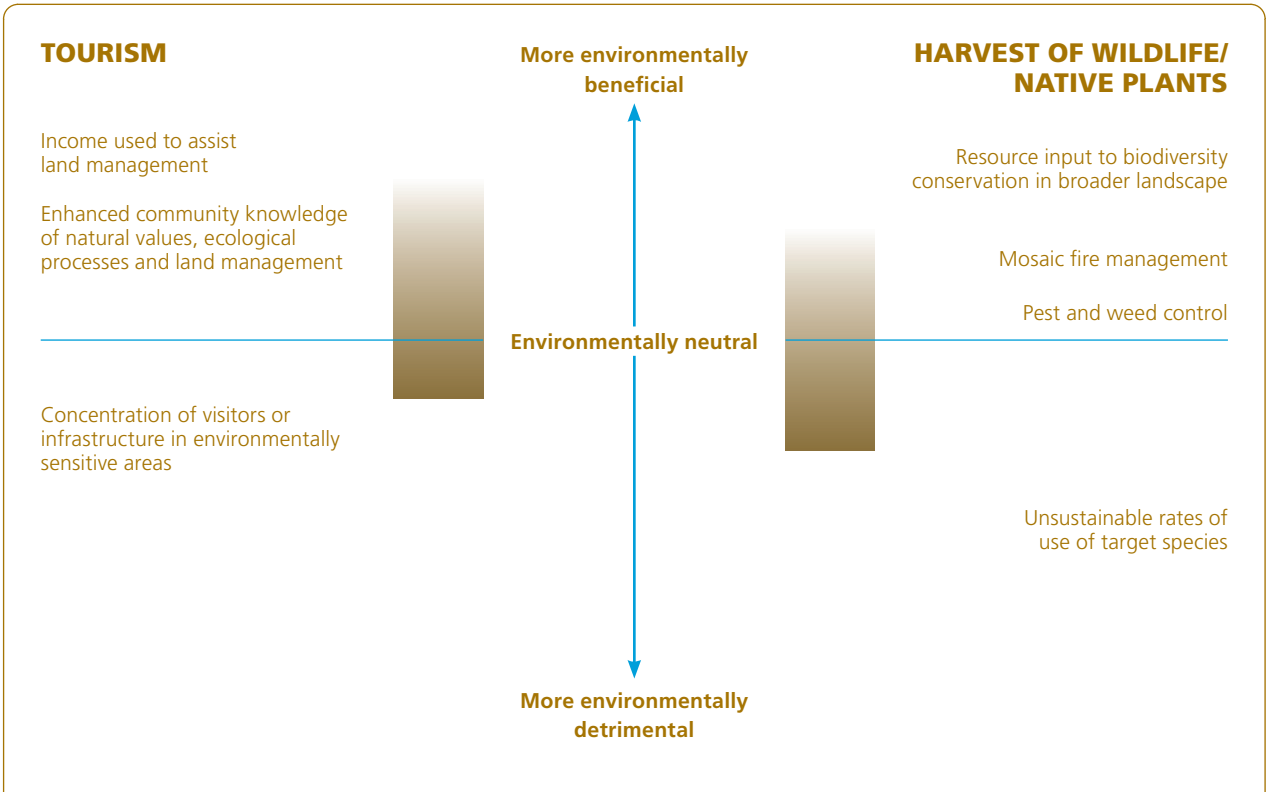 TOURISM
Income used to assist
land management
Enhanced community knowledge
of natural values, ecological
processes and land management
Concentration of visitors or
infrastructure in environmentally
sensitive areas
More environmentally
beneficial
Environmentally neutral
More environmentally
detrimental
HARVEST OF WILDLIFE/
NATIVE PLANTS
Resource input to biodiversity
conservation in broader landscape
Mosaic fire management
Pest and weed control
Unsustainable rates of
use of target species